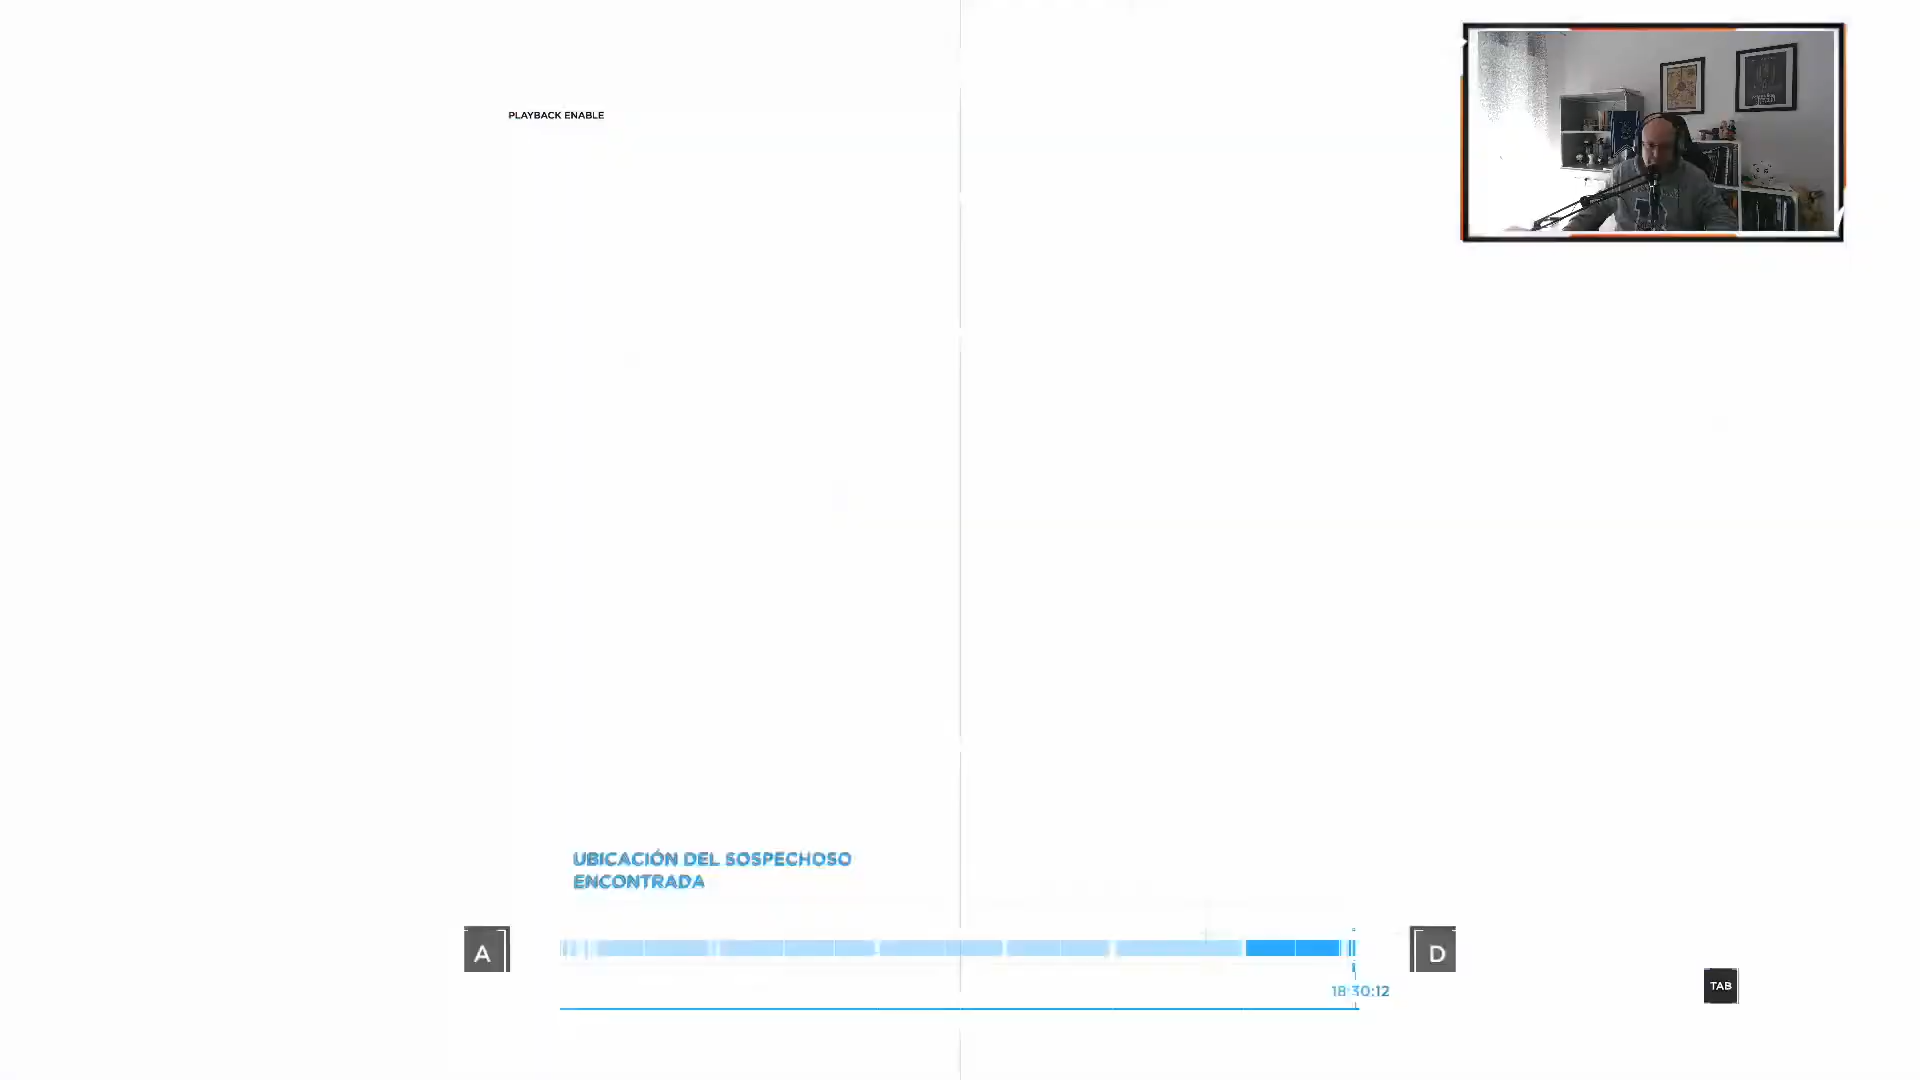 PLAYBACK ENABLE
UBICACIÓN DEL SOSPECHOSO
ENCONTRADA
A
D
18:30:12
TAB